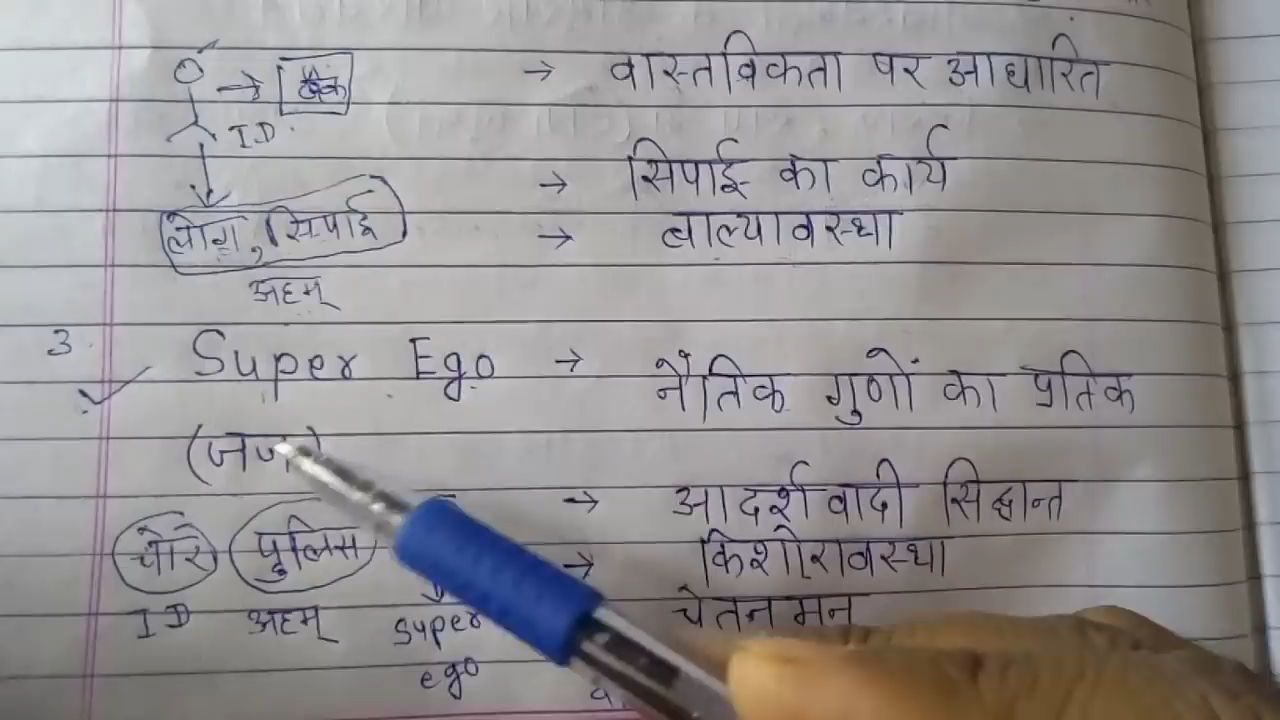 → वास्तविकता पर आधारित
I.D.
→ सिपाई का कार्य
लोग, सिपाई
→ बाल्यावस्था
अहम्
3. Super Ego → नैतिक गुणों का प्रतिक
(जज)
→ आदर्शवादी सिद्धान्त
चोर पुलिस → किशोरावस्था
ID अहम् super ego चेतन मन